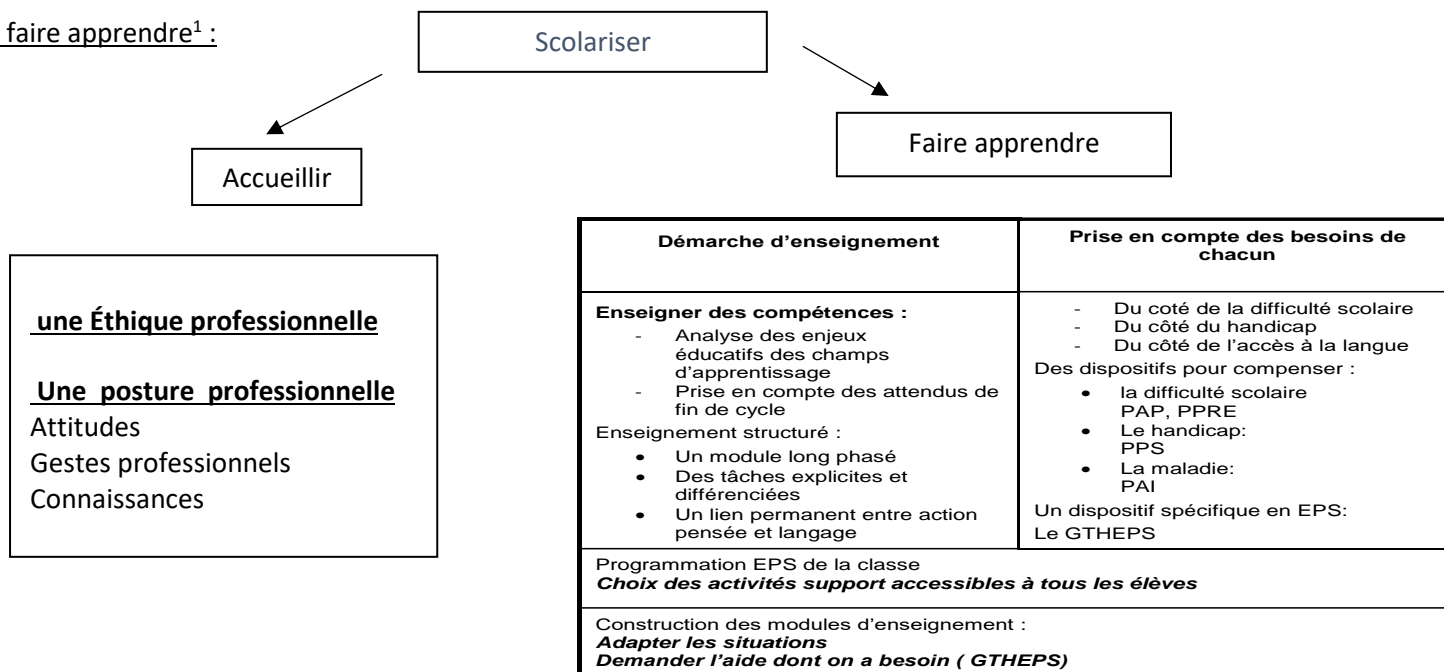 faire apprendre¹ :
Scolariser
Faire apprendre
Accueillir
une Éthique professionnelle
Une posture professionnelle
Attitudes
Gestes professionnels
Connaissances
Démarche d'enseignement
Prise en compte des besoins de
chacun
Enseigner des compétences :
- Analyse des enjeux
éducatifs des champs
d'apprentissage
- Prise en compte des attendus de
fin de cycle
Enseignement structuré :
• Un module long phasé
• Des tâches explicites et
différenciées
• Un lien permanent entre action
pensée et langage
- Du coté de la difficulté scolaire
- Du côté du handicap
- Du côté de l'accès à la langue
Des dispositifs pour compenser :
• la difficulté scolaire
PAP, PPRE
• Le handicap:
PPS
• La maladie:
PAI
Un dispositif spécifique en EPS:
Le GTHEPS
Programmation EPS de la classe
Choix des activités support accessibles à tous les élèves
Construction des modules d'enseignement :
Adapter les situations
Demander l'aide dont on a besoin ( GTHEPS)